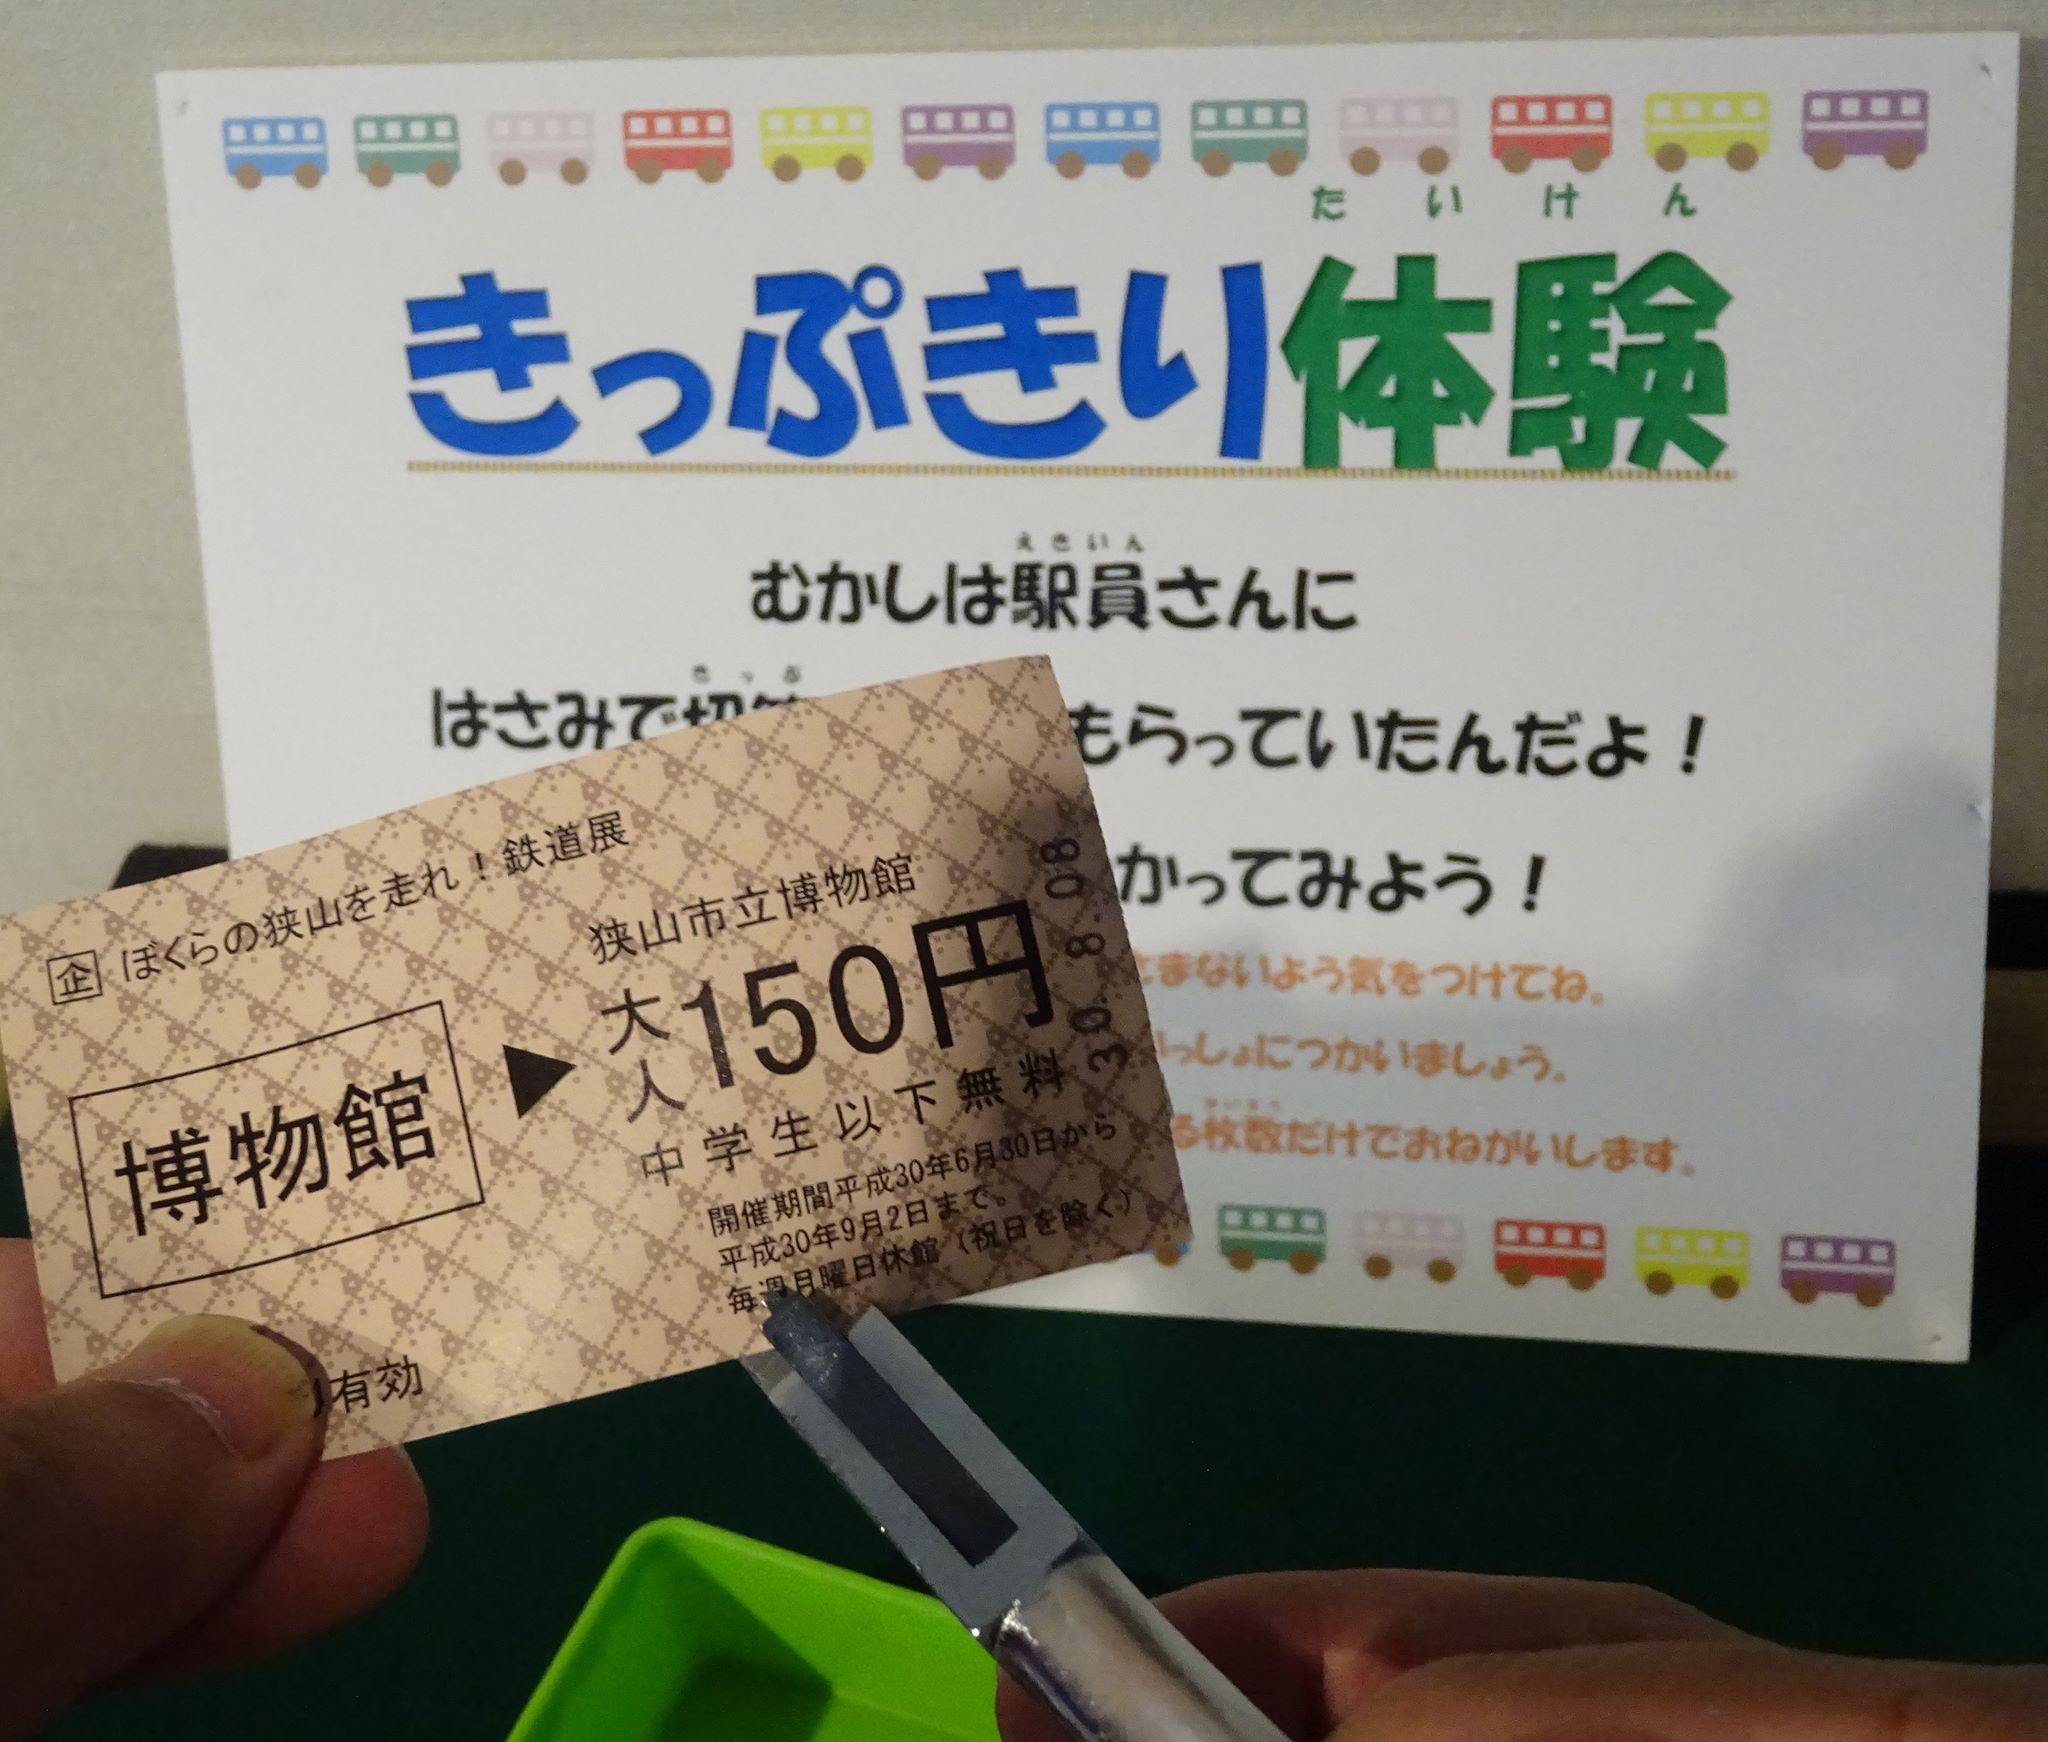 たいけん
きっぷきり体験
えきいん
むかしは駅員さんに
きっぷ
はさみで切符 もらっていたんだよ！
かってみよう！
まないよう気をつけてね。
っしょにつかいましょう。
る枚数だけでおねがいします。
企 ぼくらの狭山を走れ！鉄道展
狭山市立博物館
博物館 ▶ 大人 150円
中学生以下無料
開催期間平成30年6月30日から
平成30年9月2日まで。
毎週月曜日休館（祝日を除く）
有効
30.8.08